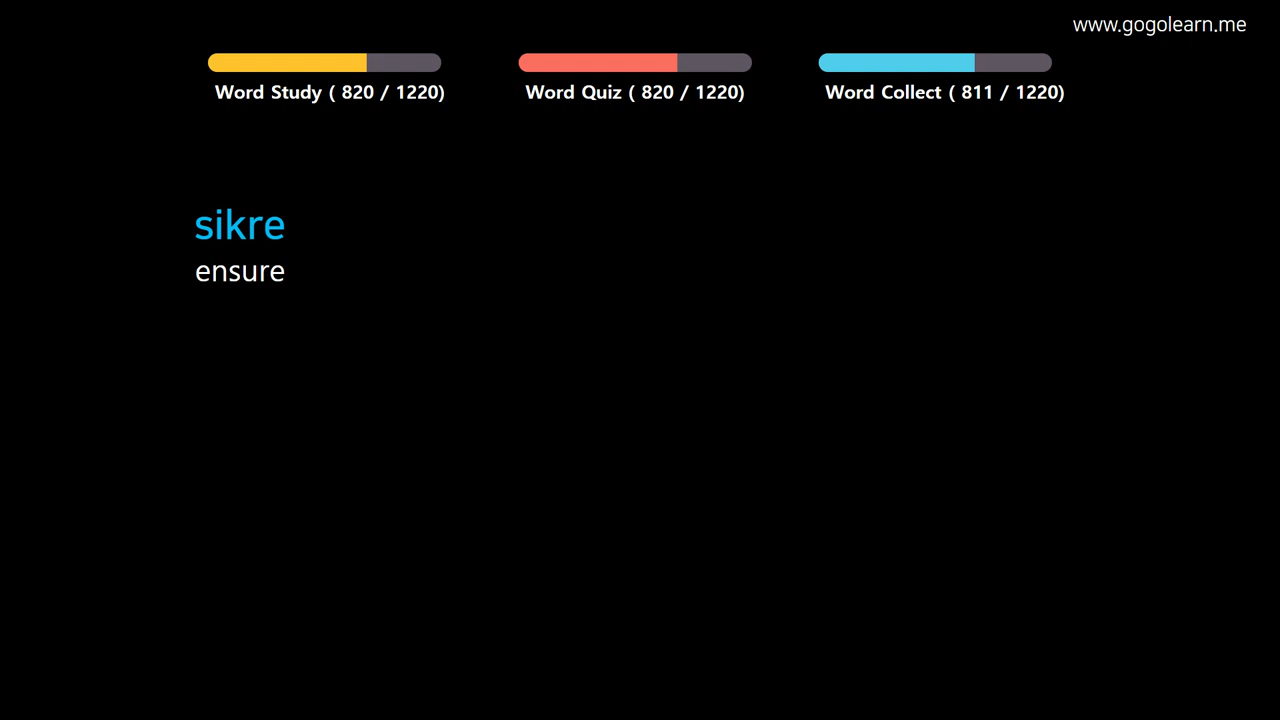 www.gogolearn.me
Word Study ( 820 / 1220)
Word Quiz ( 820 / 1220)
Word Collect ( 811 / 1220)
sikre
ensure